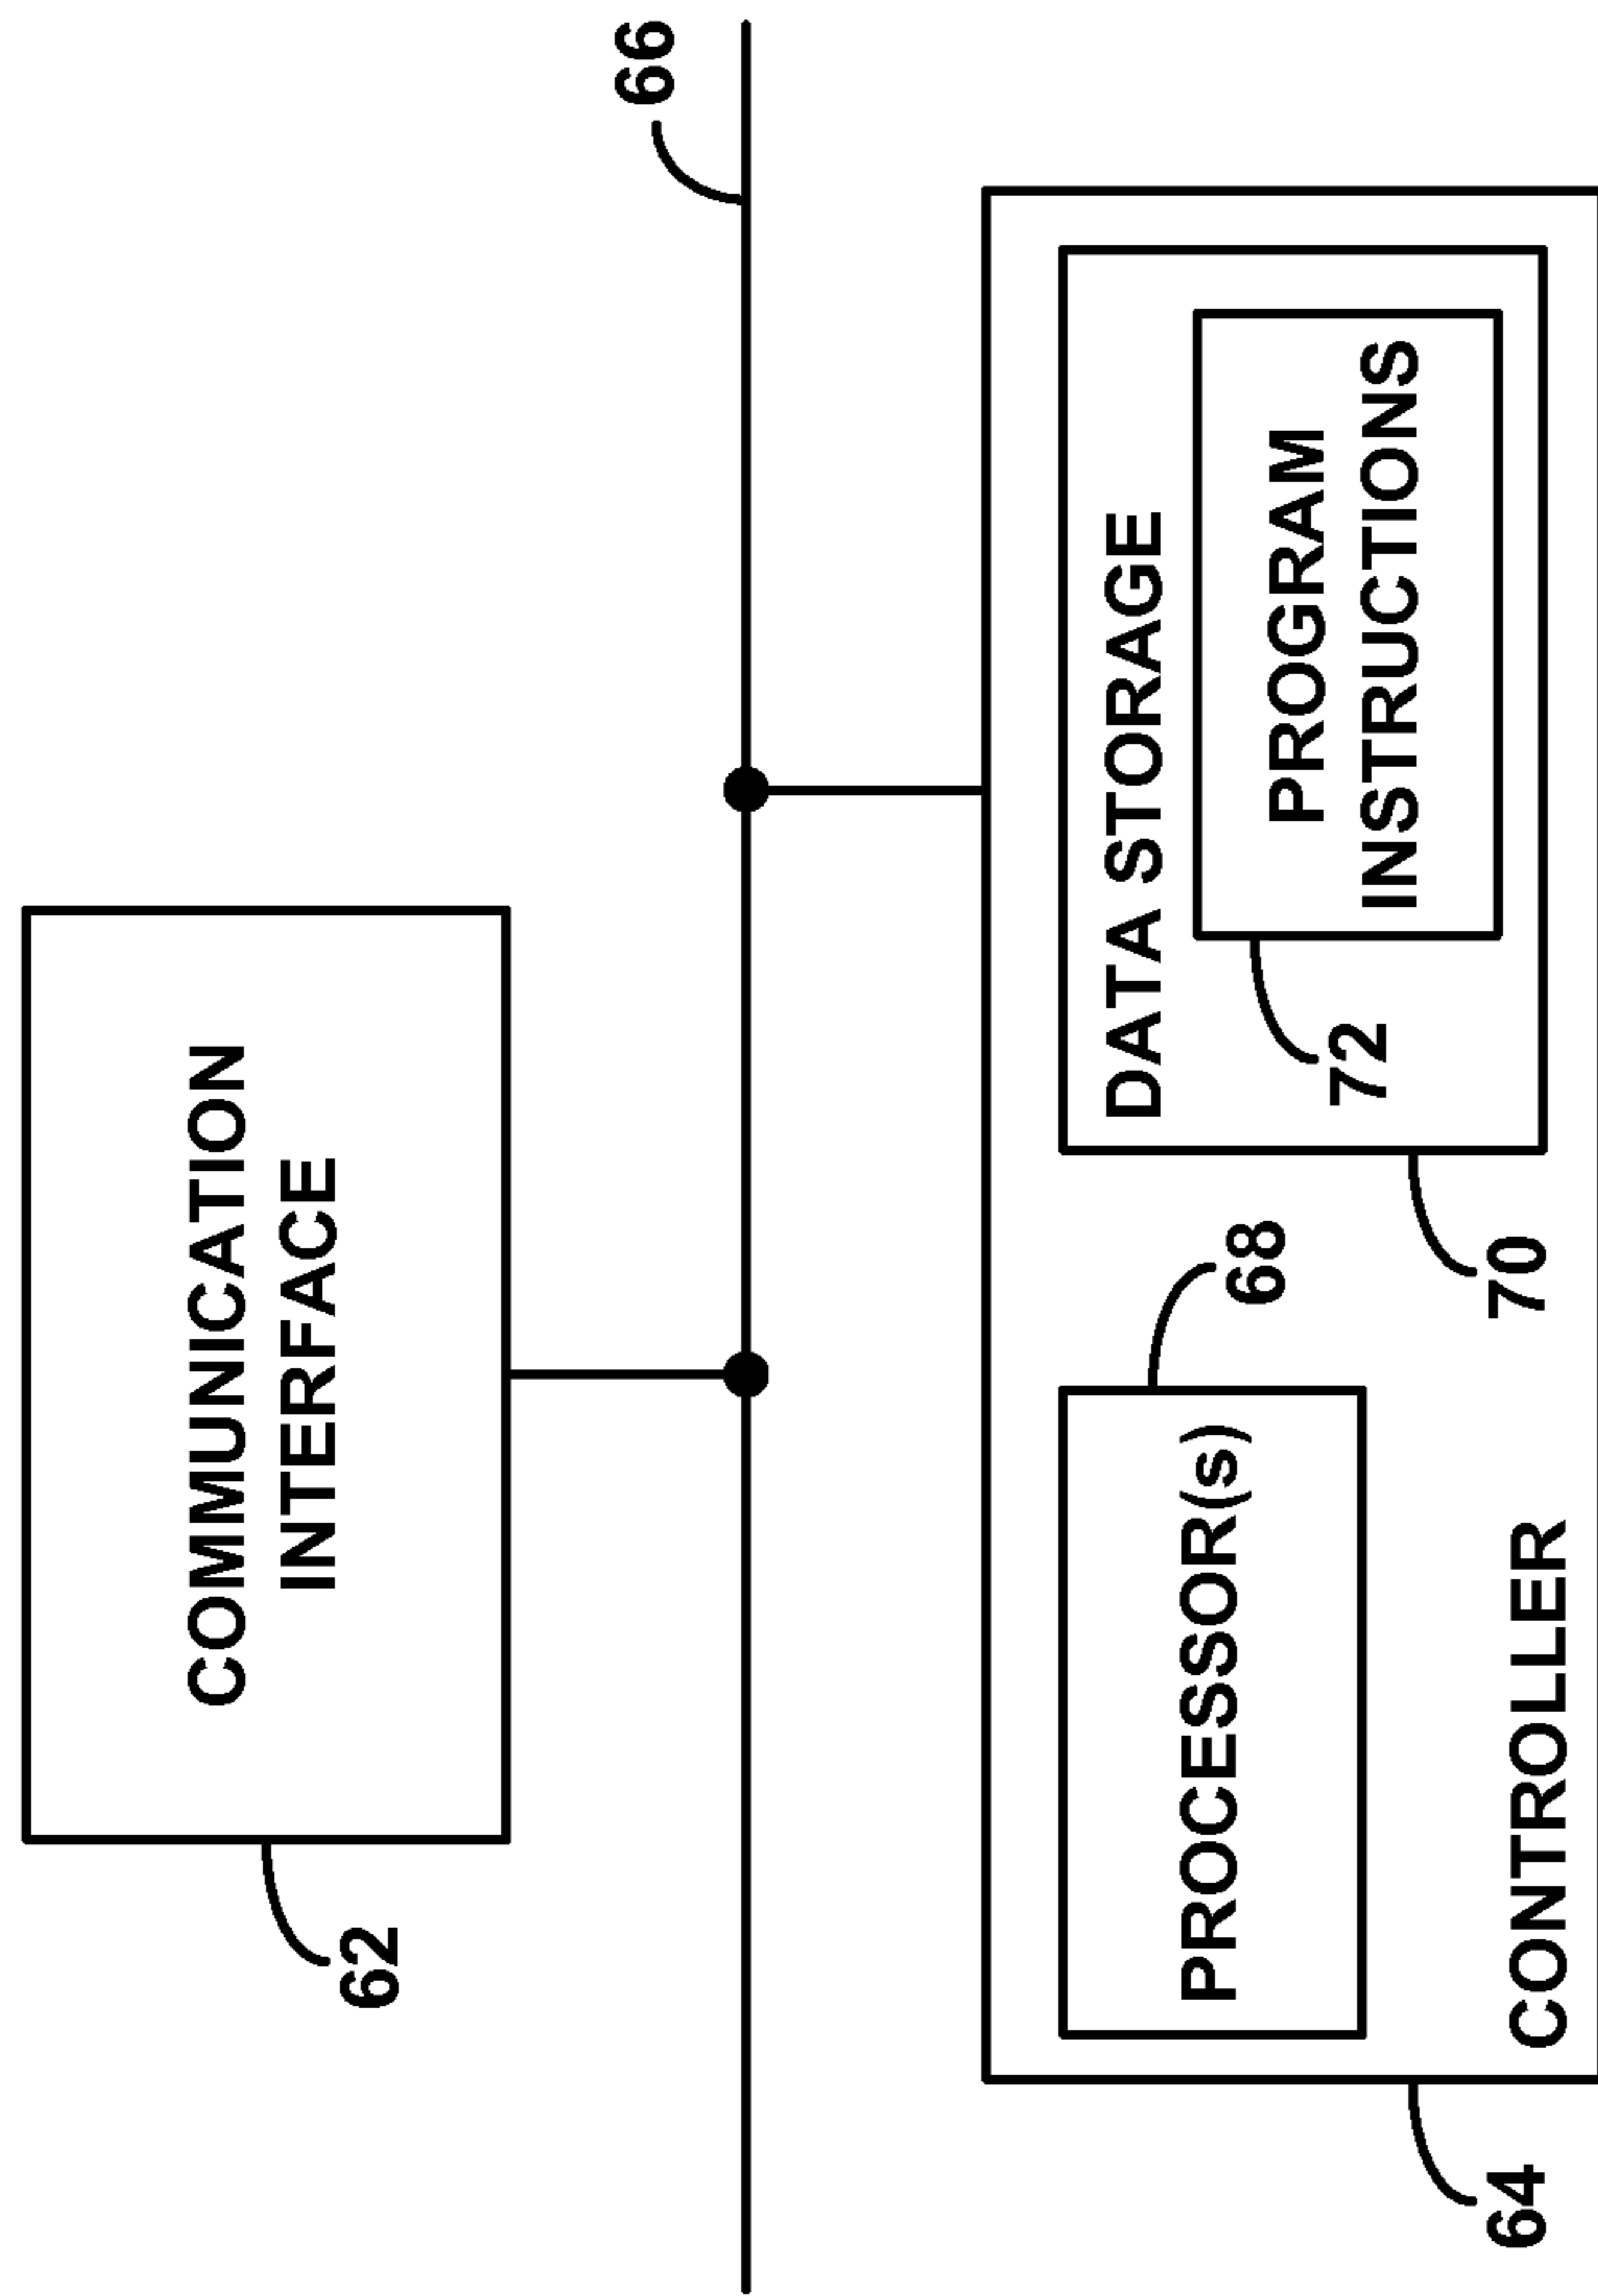 COMMUNICATION
INTERFACE
62
66
PROCESSOR(s)
68
DATA STORAGE
PROGRAM
INSTRUCTIONS
72
70
CONTROLLER
64